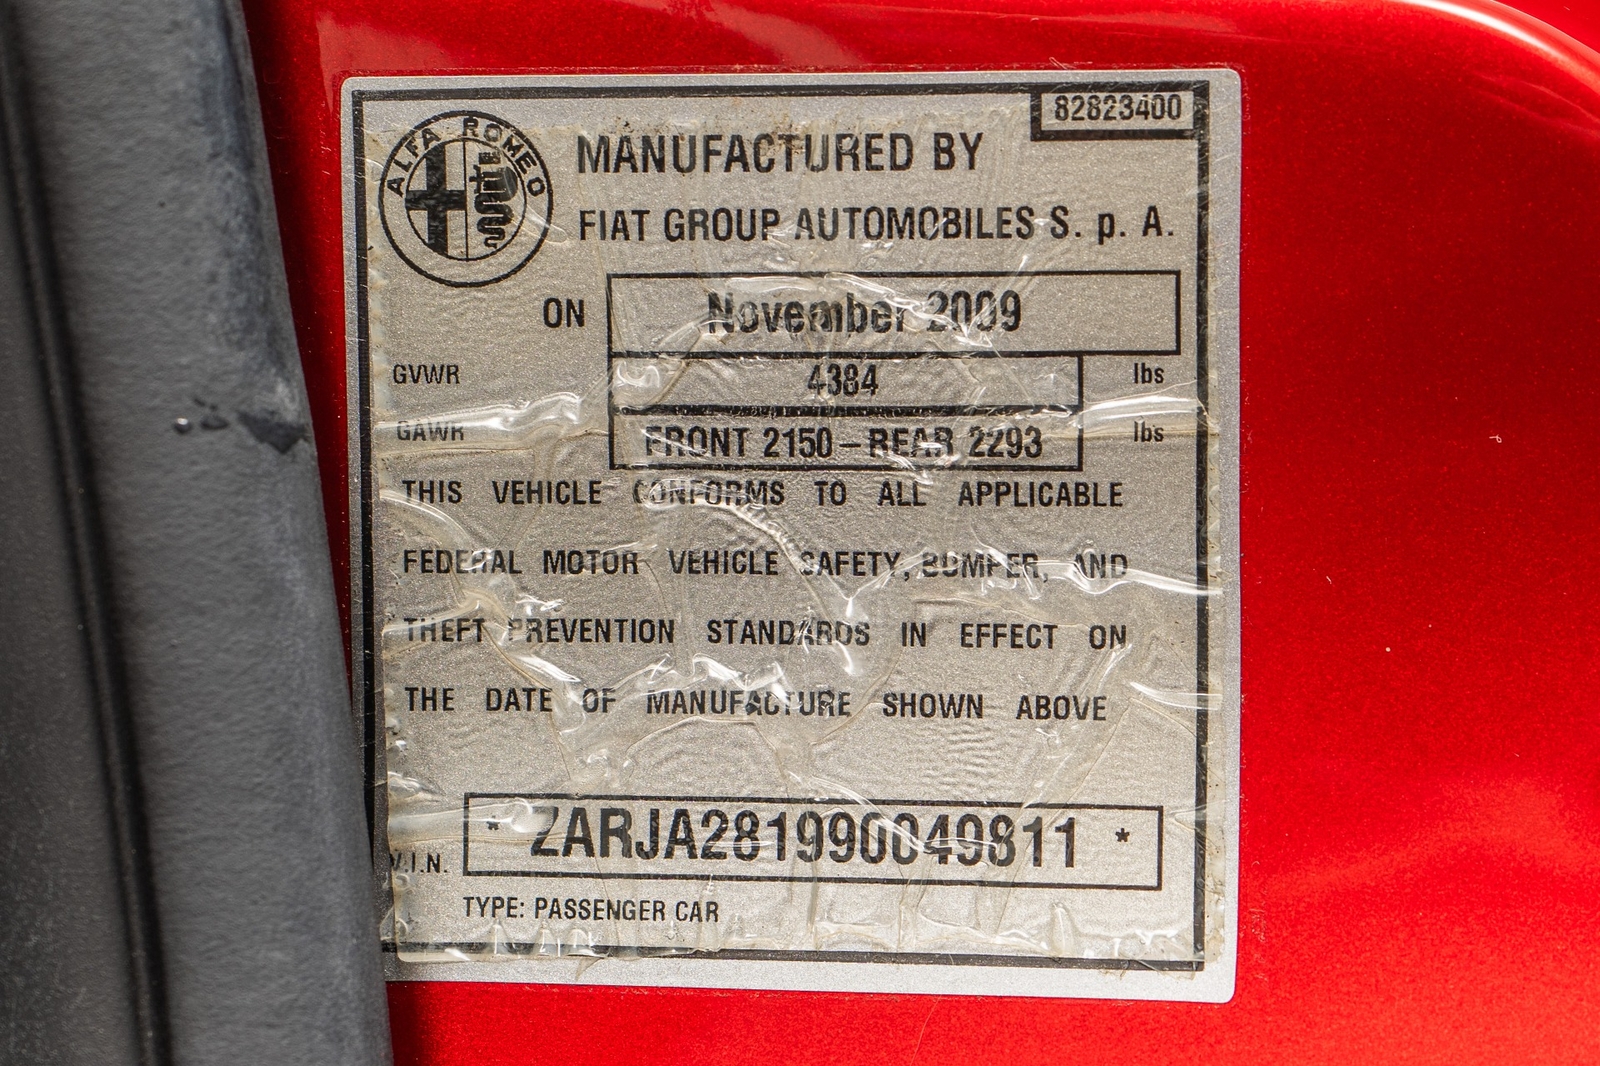 82823400
ALFA ROMEO
MANUFACTURED BY
FIAT GROUP AUTOMOBILES S. p. A.
ON November 2009
GVWR 4384 lbs
GAWR FRONT 2150 – REAR 2293 lbs
THIS VEHICLE CONFORMS TO ALL APPLICABLE
FEDERAL MOTOR VEHICLE SAFETY, BUMPER, AND
THEFT PREVENTION STANDARDS IN EFFECT ON
THE DATE OF MANUFACTURE SHOWN ABOVE
V.I.N. * ZARJA281990049811 *
TYPE: PASSENGER CAR